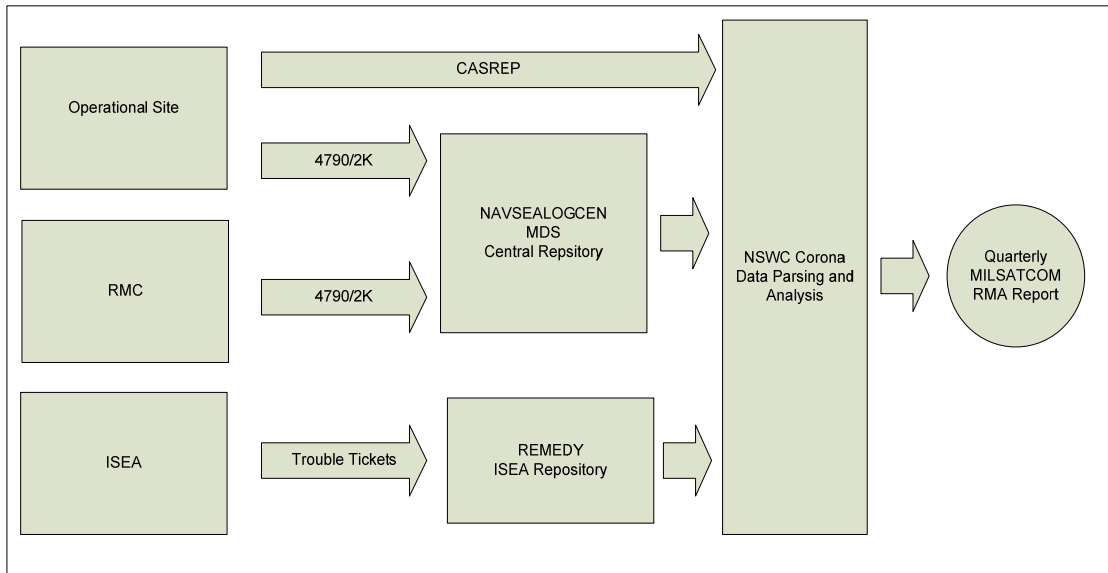 Operational Site
CASREP
4790/2K
NAVSEALOGCEN
MDS
Central Repsitory
RMC
4790/2K
NSWC Corona
Data Parsing and
Analysis
Quarterly
MILSATCOM
RMA Report
ISEA
Trouble Tickets
REMEDY
ISEA Repository